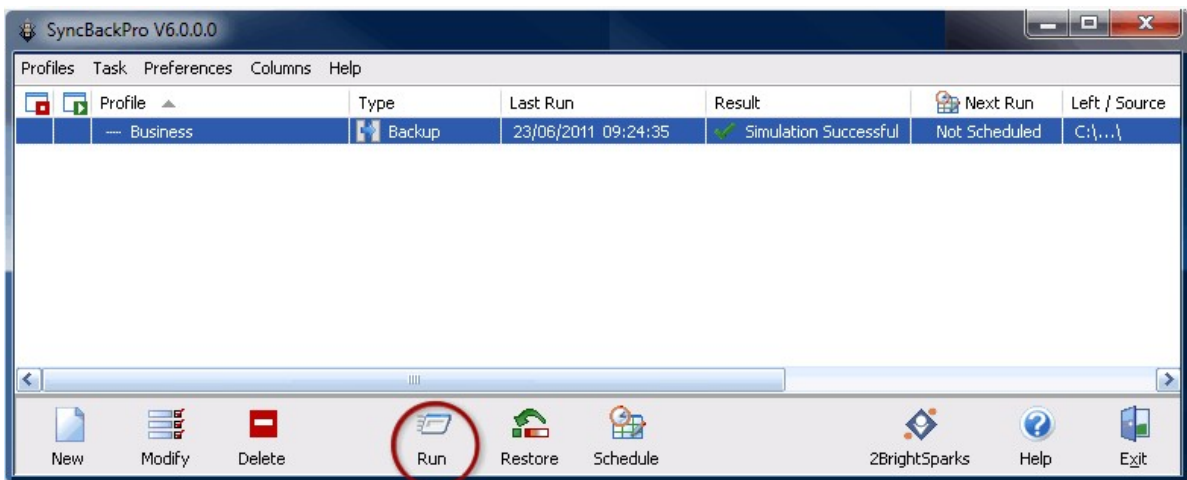 SyncBackPro V6.0.0.0
Profiles Task Preferences Columns Help
Profile Type Last Run Result Next Run Left / Source
Business Backup 23/06/2011 09:24:35 Simulation Successful Not Scheduled C:\...\
New Modify Delete Run Restore Schedule 2BrightSparks Help Exit